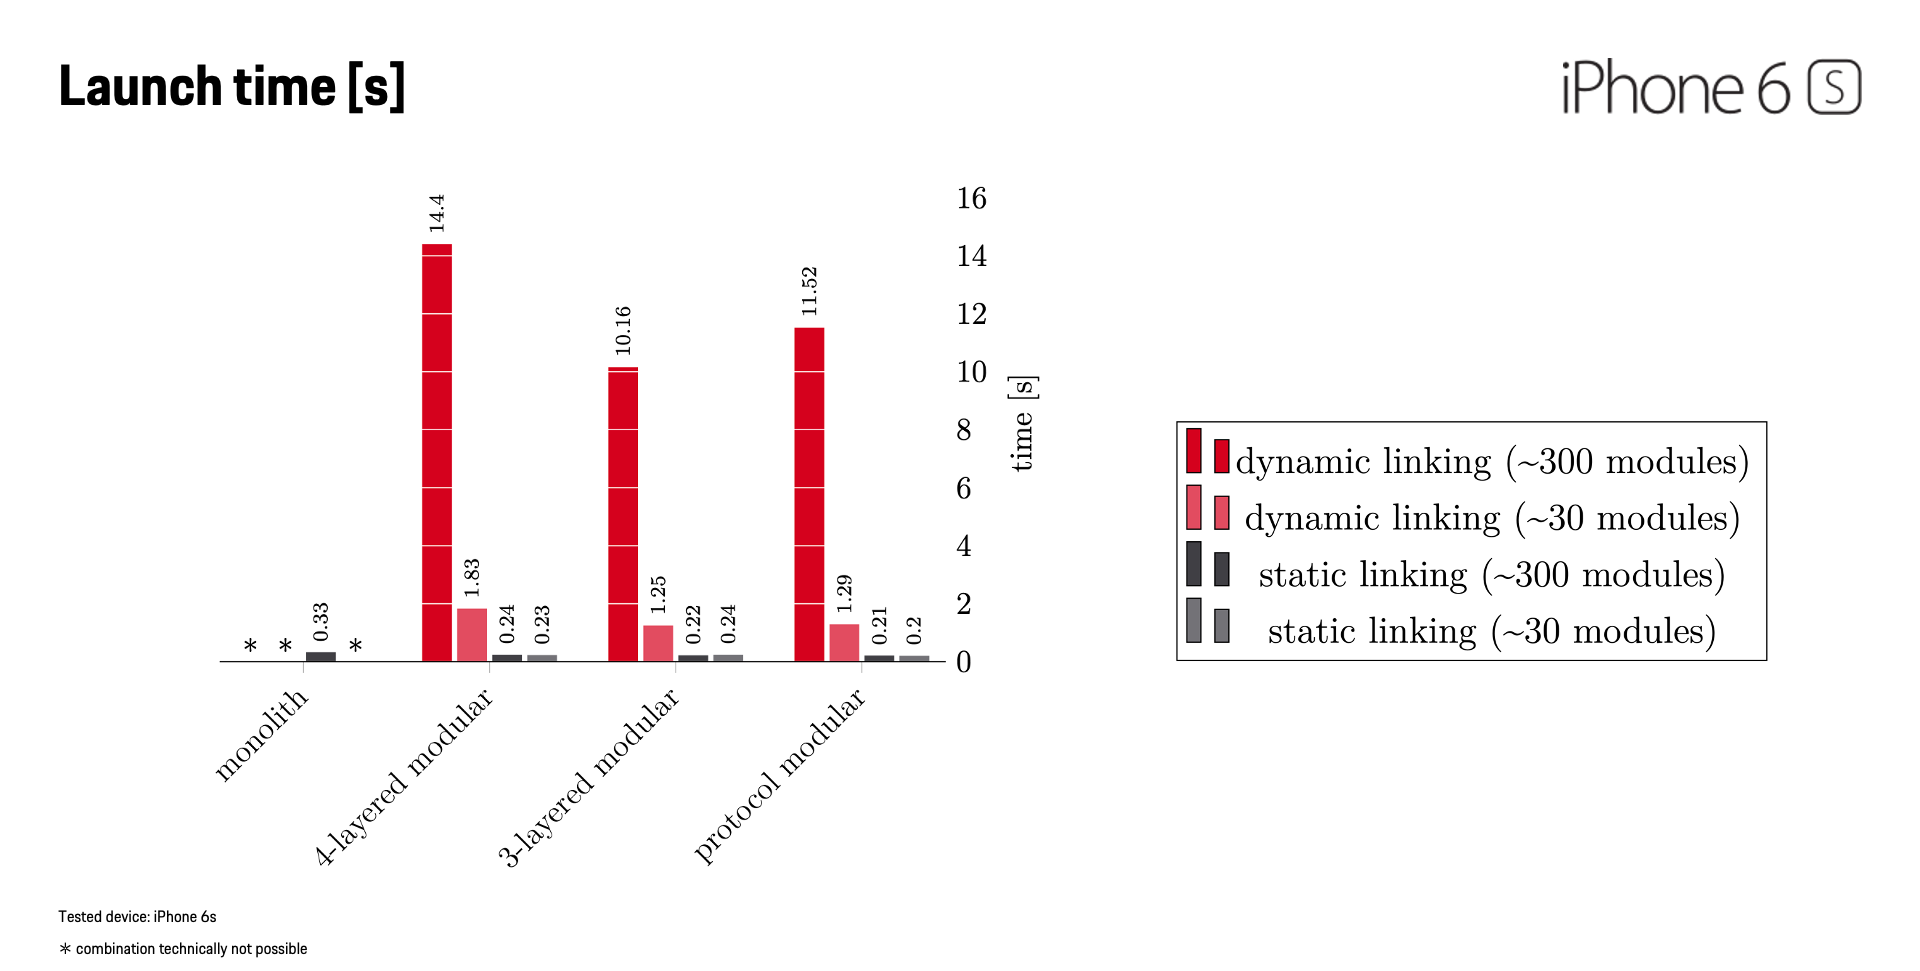 Launch time [s]
iPhone 6 S
16
14
12
10
8
6
4
2
0
time [s]
14.4
10.16
11.52
1.83
1.25
1.29
* * 0.33 *
0.24
0.23
0.22
0.24
0.21
0.2
monolith
4-layered modular
3-layered modular
protocol modular
dynamic linking (~300 modules)
dynamic linking (~30 modules)
static linking (~300 modules)
static linking (~30 modules)
Tested device: iPhone 6s
* combination technically not possible